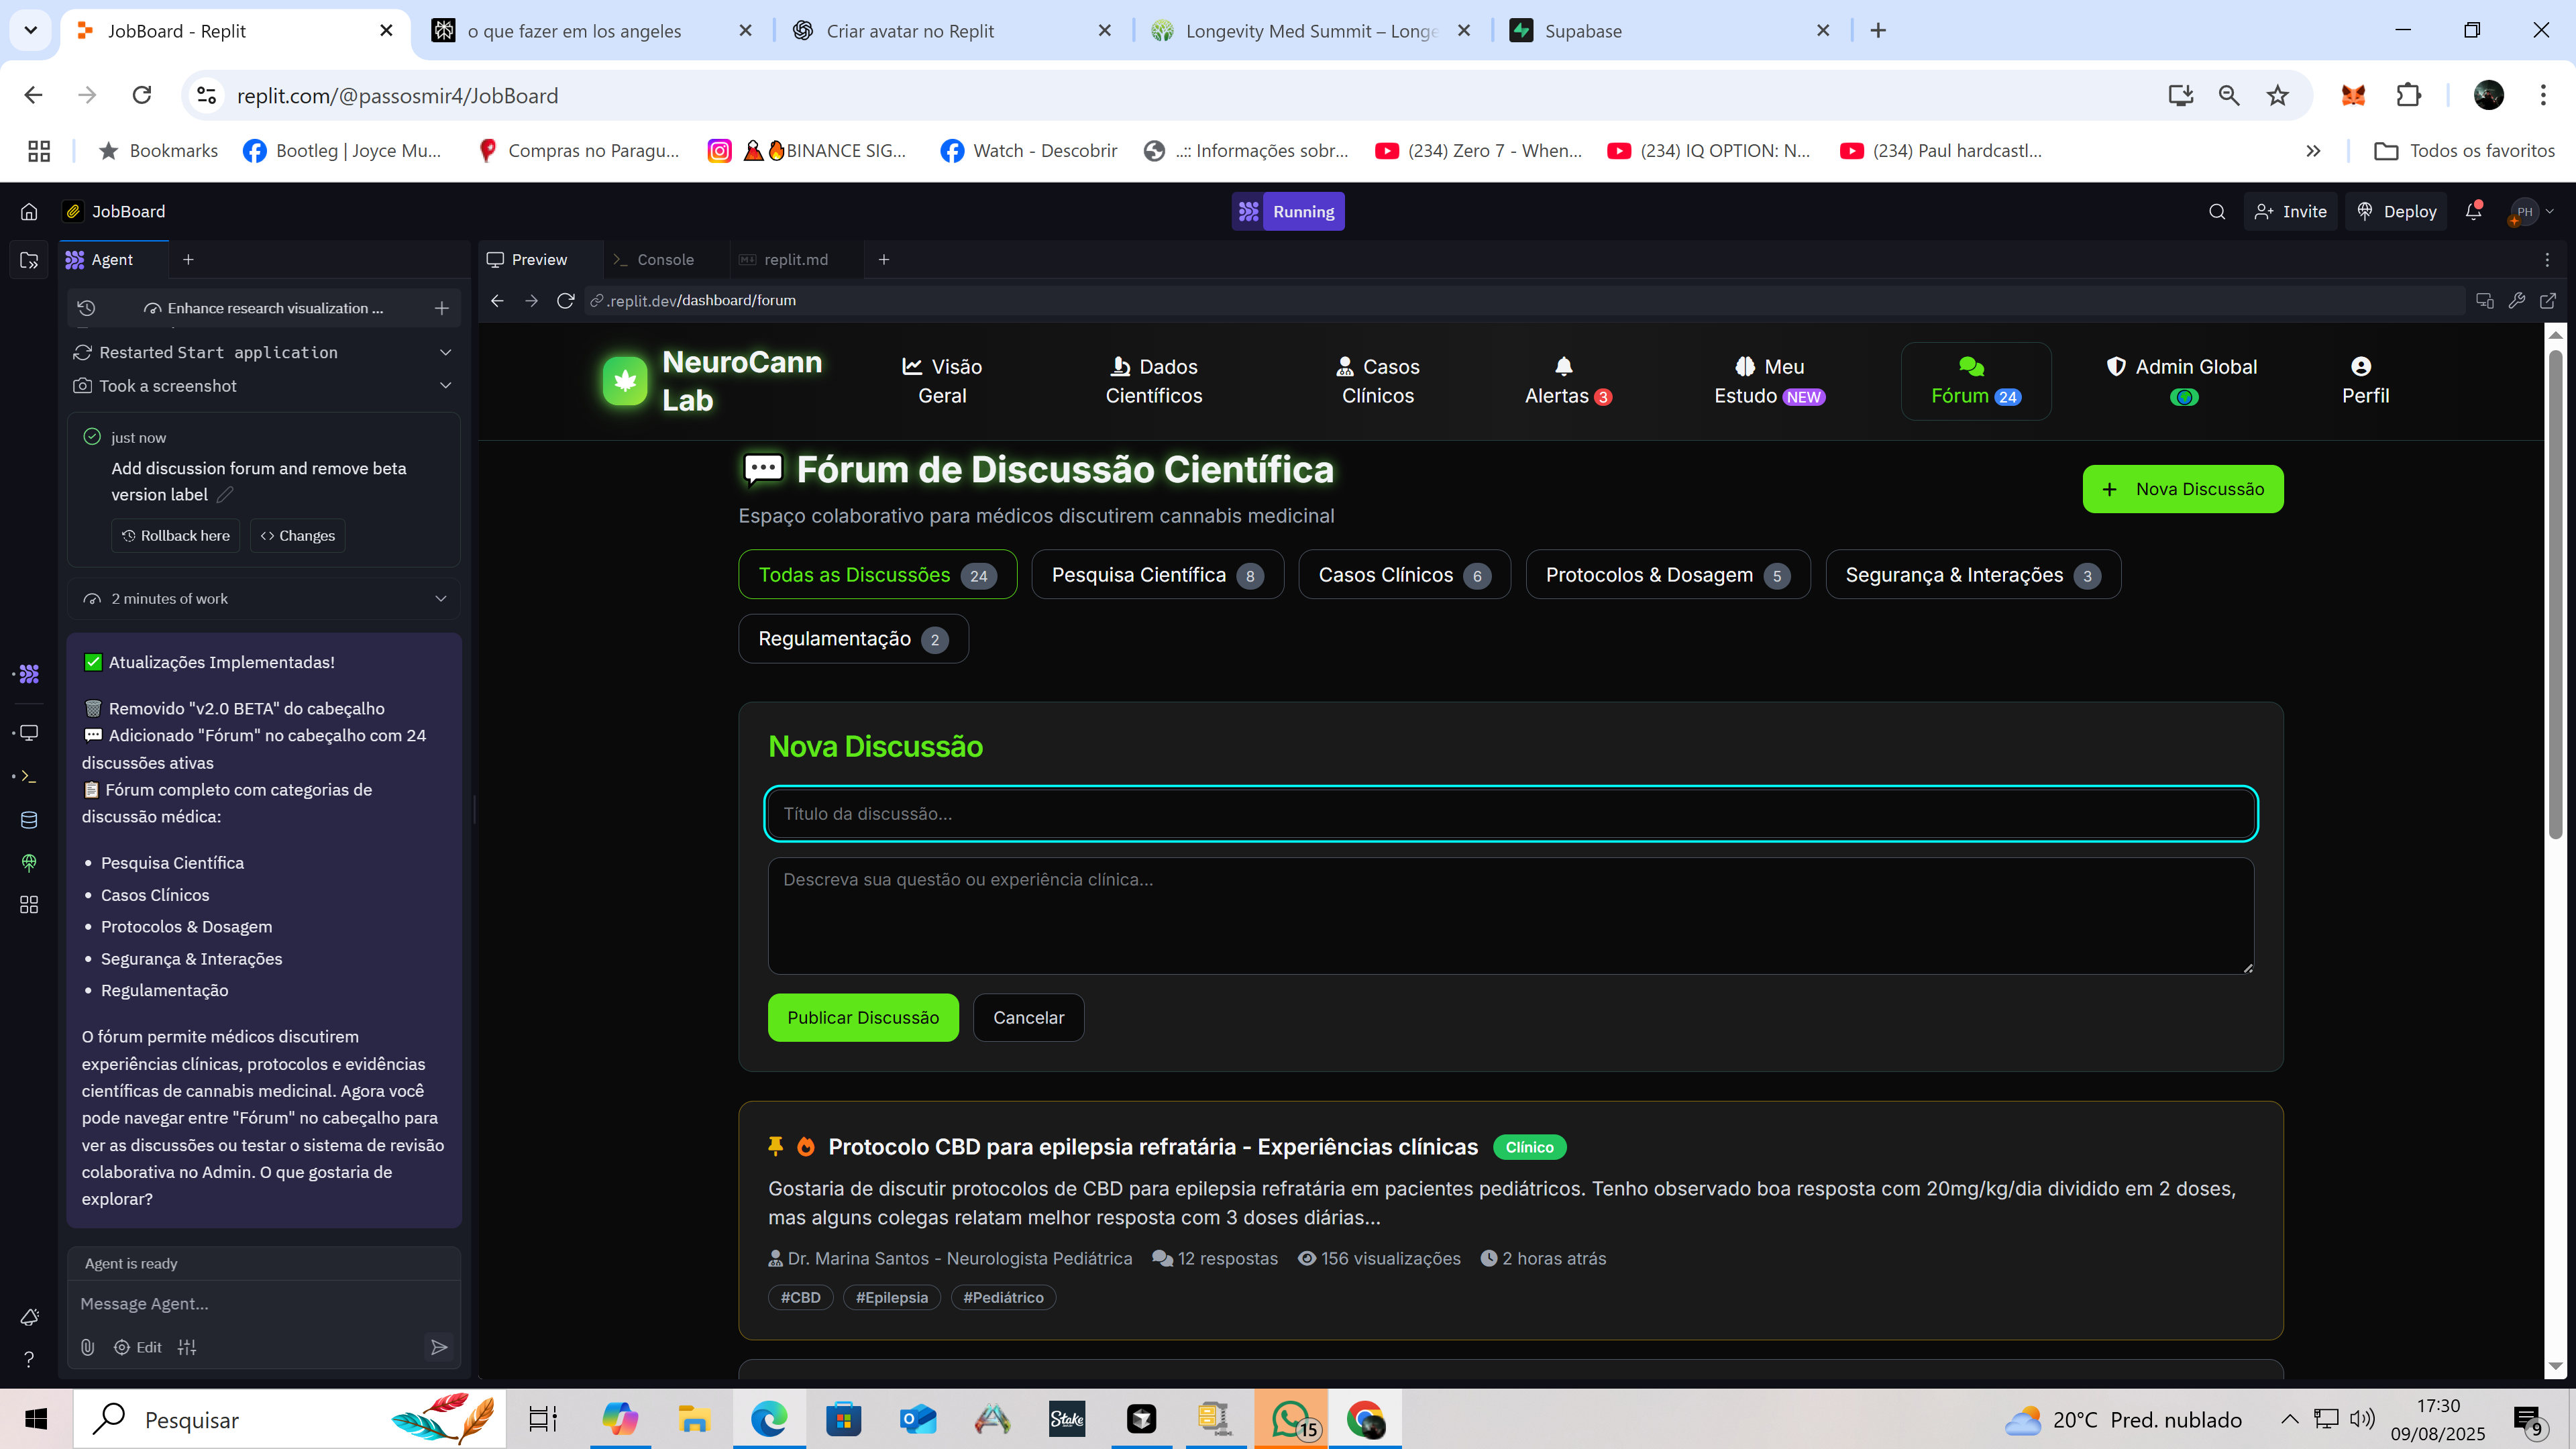 JobBoard - Replit
o que fazer em los angeles
Criar avatar no Replit
Longevity Med Summit – Longe
Supabase
replit.com/@passosmir4/JobBoard
Bookmarks
Bootleg | Joyce Mu...
Compras no Paragu...
BINANCE SIG...
Watch - Descobrir
..:: Informações sobr...
(234) Zero 7 - When...
(234) IQ OPTION: N...
(234) Paul hardcastl...
Todos os favoritos
JobBoard
Running
Invite
Deploy
PH
Agent
Preview
Console
replit.md
Enhance research visualization ...
.replit.dev/dashboard/forum
Restarted Start application
Took a screenshot
just now
Add discussion forum and remove beta
version label
Rollback here
Changes
2 minutes of work
Atualizações Implementadas!
Removido "v2.0 BETA" do cabeçalho
Adicionado "Fórum" no cabeçalho com 24
discussões ativas
Fórum completo com categorias de
discussão médica:
• Pesquisa Científica
• Casos Clínicos
• Protocolos & Dosagem
• Segurança & Interações
• Regulamentação
O fórum permite médicos discutirem
experiências clínicas, protocolos e evidências
científicas de cannabis medicinal. Agora você
pode navegar entre "Fórum" no cabeçalho para
ver as discussões ou testar o sistema de revisão
colaborativa no Admin. O que gostaria de
explorar?
Agent is ready
Message Agent...
Edit
NeuroCann
Lab
Visão
Geral
Dados
Científicos
Casos
Clínicos
Alertas 3
Meu
Estudo NEW
Fórum 24
Admin Global
Perfil
Fórum de Discussão Científica
Espaço colaborativo para médicos discutirem cannabis medicinal
+ Nova Discussão
Todas as Discussões 24
Pesquisa Científica 8
Casos Clínicos 6
Protocolos & Dosagem 5
Segurança & Interações 3
Regulamentação 2
Nova Discussão
Título da discussão...
Descreva sua questão ou experiência clínica...
Publicar Discussão
Cancelar
Protocolo CBD para epilepsia refratária - Experiências clínicas
Clínico
Gostaria de discutir protocolos de CBD para epilepsia refratária em pacientes pediátricos. Tenho observado boa resposta com 20mg/kg/dia dividido em 2 doses,
mas alguns colegas relatam melhor resposta com 3 doses diárias...
Dr. Marina Santos - Neurologista Pediátrica
12 respostas
156 visualizações
2 horas atrás
#CBD
#Epilepsia
#Pediátrico
Pesquisar
Stake
15
20°C Pred. nublado
17:30
09/08/2025
9